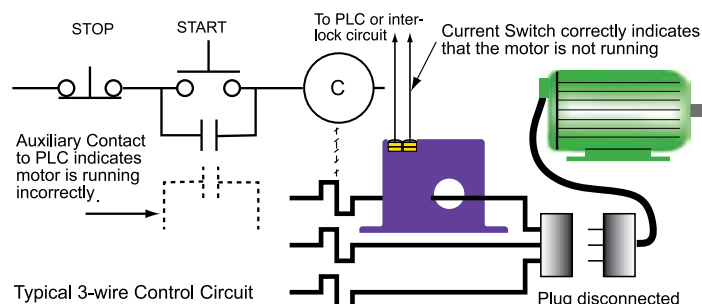 STOP
START
To PLC or inter-
lock circuit
Current Switch correctly indicates
that the motor is not running
C
Auxiliary Contact
to PLC indicates
motor is running
incorrectly.
Typical 3-wire Control Circuit
Plug disconnected